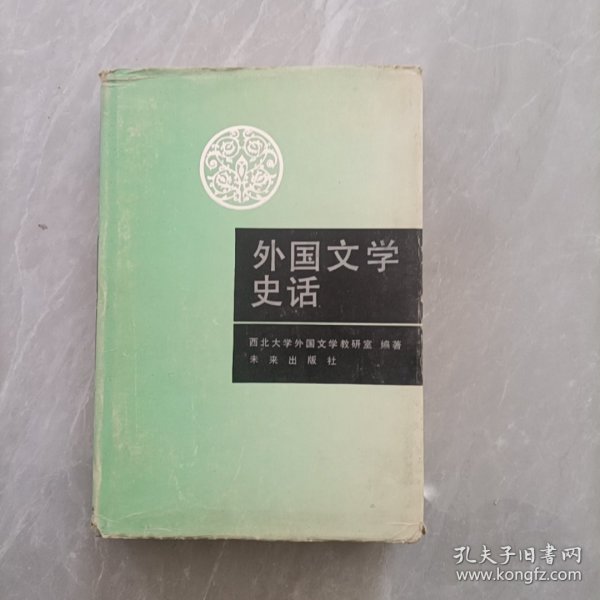 外国文学
史话
西北大学外国文学教研室 编著
未来出版社
孔夫子旧书网
www.kongfz.com